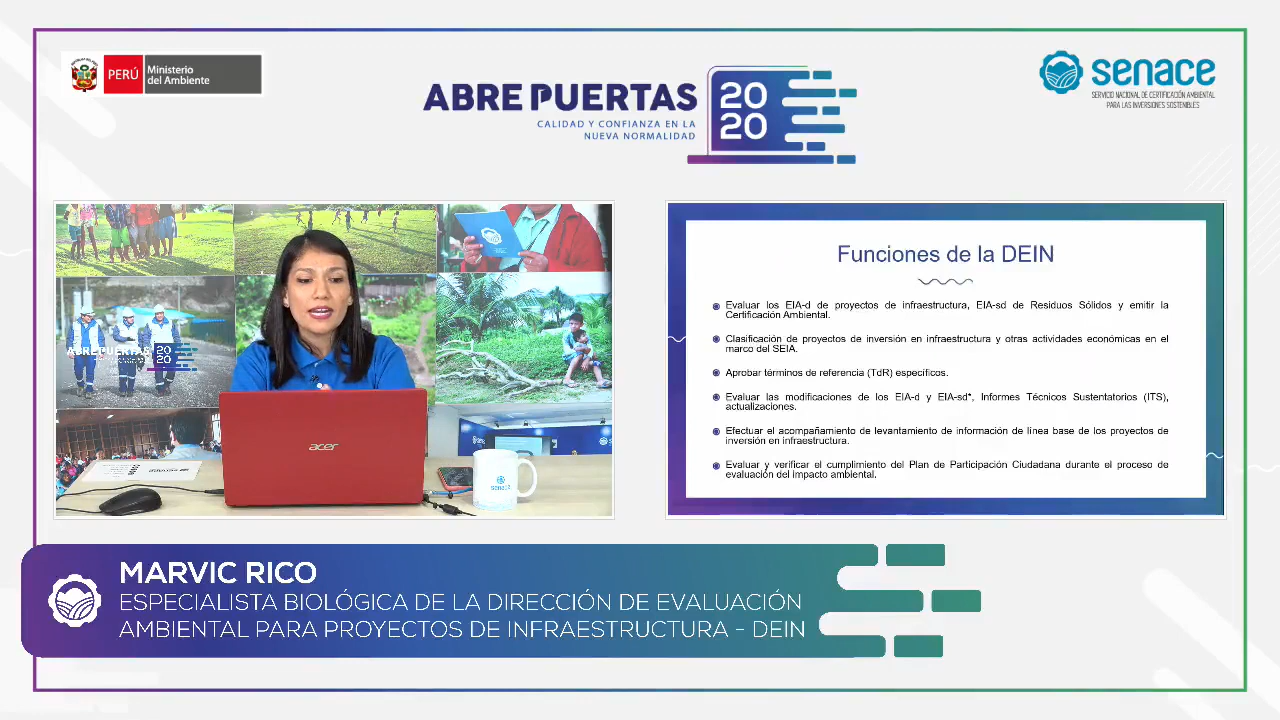 PERÚ
Ministerio
del Ambiente
ABRE PUERTAS
CALIDAD Y CONFIANZA EN LA
NUEVA NORMALIDAD
20
20
senace
SERVICIO NACIONAL DE CERTIFICACIÓN AMBIENTAL
PARA LAS INVERSIONES SOSTENIBLES
ABRE PUERTAS
20
20
acer
senace
Funciones de la DEIN
Evaluar los EIA-d de proyectos de infraestructura, EIA-sd de Residuos Sólidos y emitir la
Certificación Ambiental.
Clasificación de proyectos de inversión en infraestructura y otras actividades económicas en el
marco del SEIA.
Aprobar términos de referencia (TdR) específicos.
Evaluar las modificaciones de los EIA-d y EIA-sd*, Informes Técnicos Sustentatorios (ITS),
actualizaciones.
Efectuar el acompañamiento de levantamiento de información de línea base de los proyectos de
inversión en infraestructura.
Evaluar y verificar el cumplimiento del Plan de Participación Ciudadana durante el proceso de
evaluación del impacto ambiental.
MARVIC RICO
ESPECIALISTA BIOLÓGICA DE LA DIRECCIÓN DE EVALUACIÓN
AMBIENTAL PARA PROYECTOS DE INFRAESTRUCTURA - DEIN